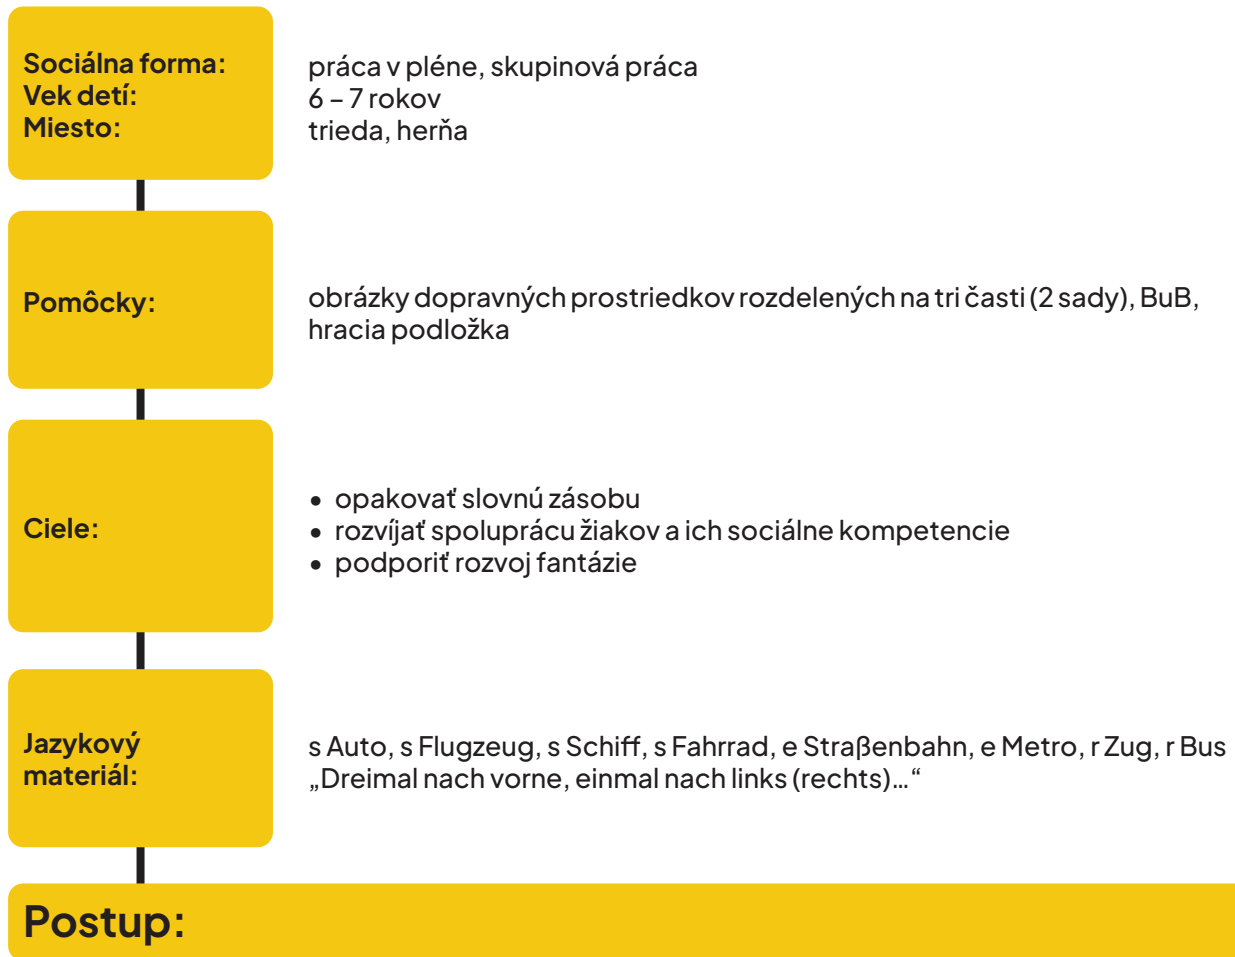 Sociálna forma:
Vek detí:
Miesto:
práca v pléne, skupinová práca
6 – 7 rokov
trieda, herňa
Pomôcky:
obrázky dopravných prostriedkov rozdelených na tri časti (2 sady), BuB,
hracia podložka
Ciele:
• opakovať slovnú zásobu
• rozvíjať spoluprácu žiakov a ich sociálne kompetencie
• podporiť rozvoj fantázie
Jazykový
materiál:
s Auto, s Flugzeug, s Schiff, s Fahrrad, e Straßenbahn, e Metro, r Zug, r Bus
„Dreimal nach vorne, einmal nach links (rechts)…“
Postup: